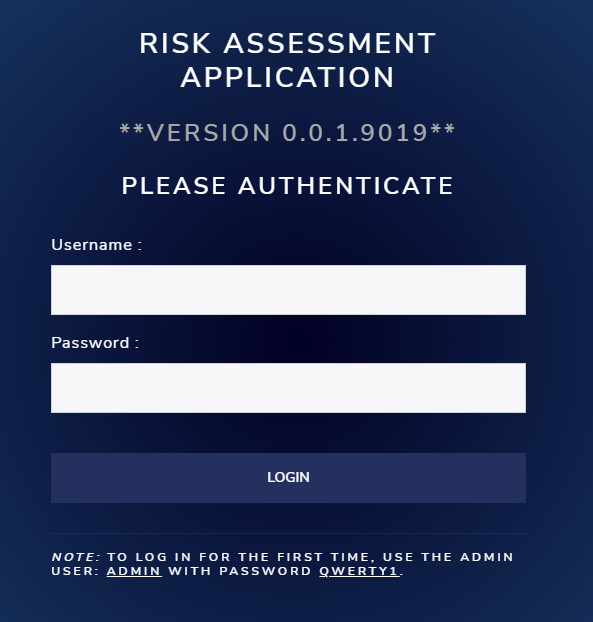 RISK ASSESSMENT
APPLICATION
**VERSION 0.0.1.9019**
PLEASE AUTHENTICATE
Username :
Password :
LOGIN
NOTE: TO LOG IN FOR THE FIRST TIME, USE THE ADMIN
USER: ADMIN WITH PASSWORD QWERTY1.